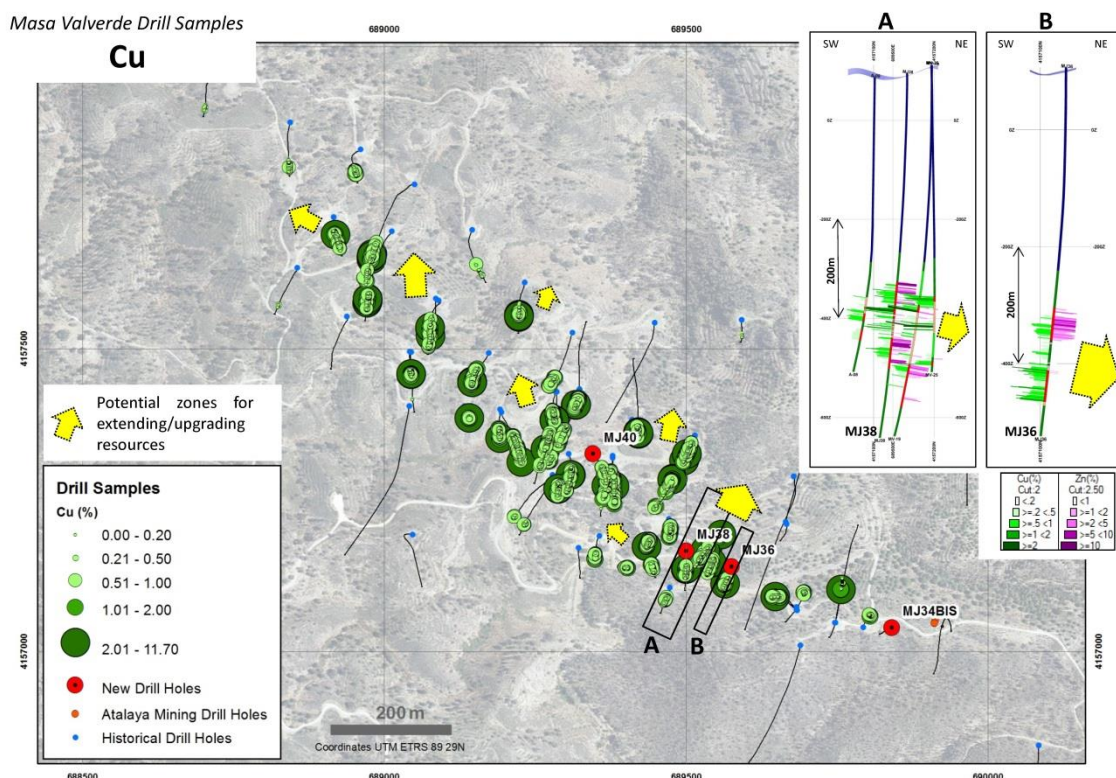 Masa Valverde Drill Samples
Cu
689000
689500
4157500
4157000
688500
689000
689500
690000
Potential zones for
extending/upgrading
resources
Drill Samples
Cu (%)
0.00 - 0.20
0.21 - 0.50
0.51 - 1.00
1.01 - 2.00
2.01 - 11.70
New Drill Holes
Atalaya Mining Drill Holes
Historical Drill Holes
200 m
Coordinates UTM ETRS 89 29N
MJ40
MJ38
MJ36
MJ34BIS
A
B
A
SW
NE
200m
MJ38
B
SW
NE
200m
MJ36
Cu(%)
Cut:2
<.2
>=.2 <.5
>=.5 <1
>=1 <2
>=2
Zn(%)
Cut:2.50
<1
>=1 <2
>=2 <5
>=5 <10
>=10